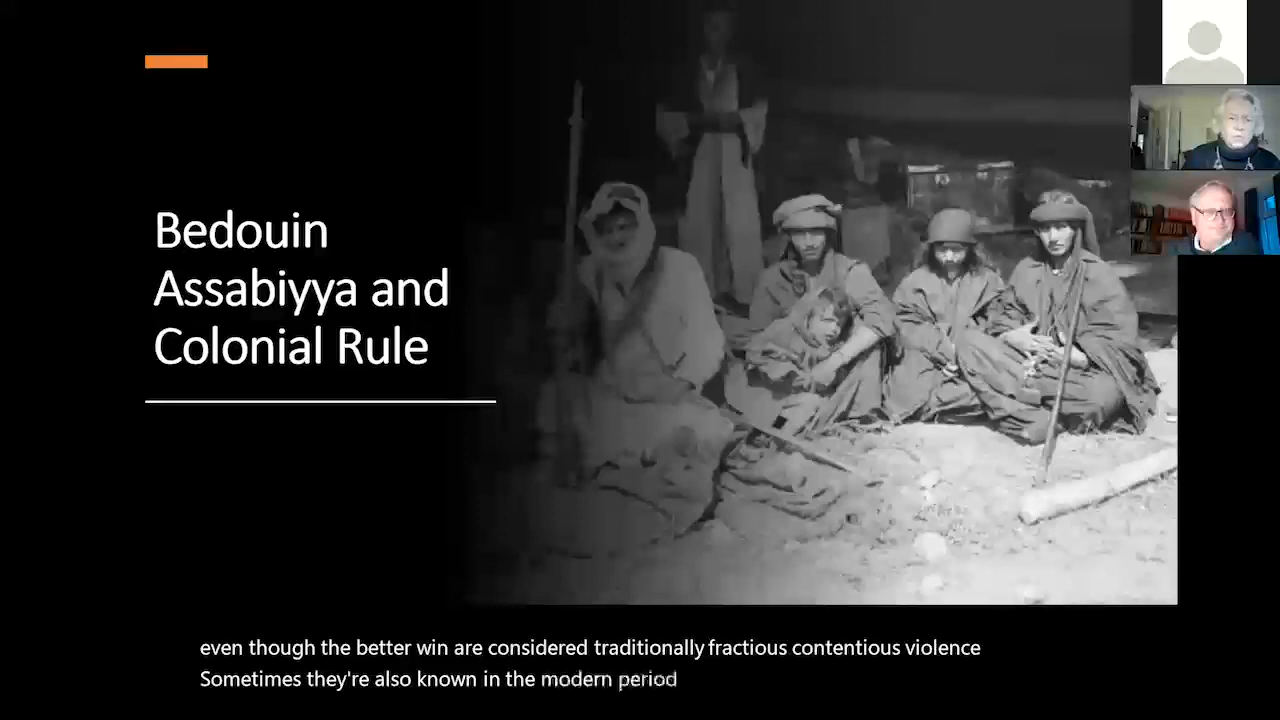 Bedouin
Assabiyya and
Colonial Rule
even though the better win are considered traditionally fractious contentious violence
Sometimes they're also known in the modern period